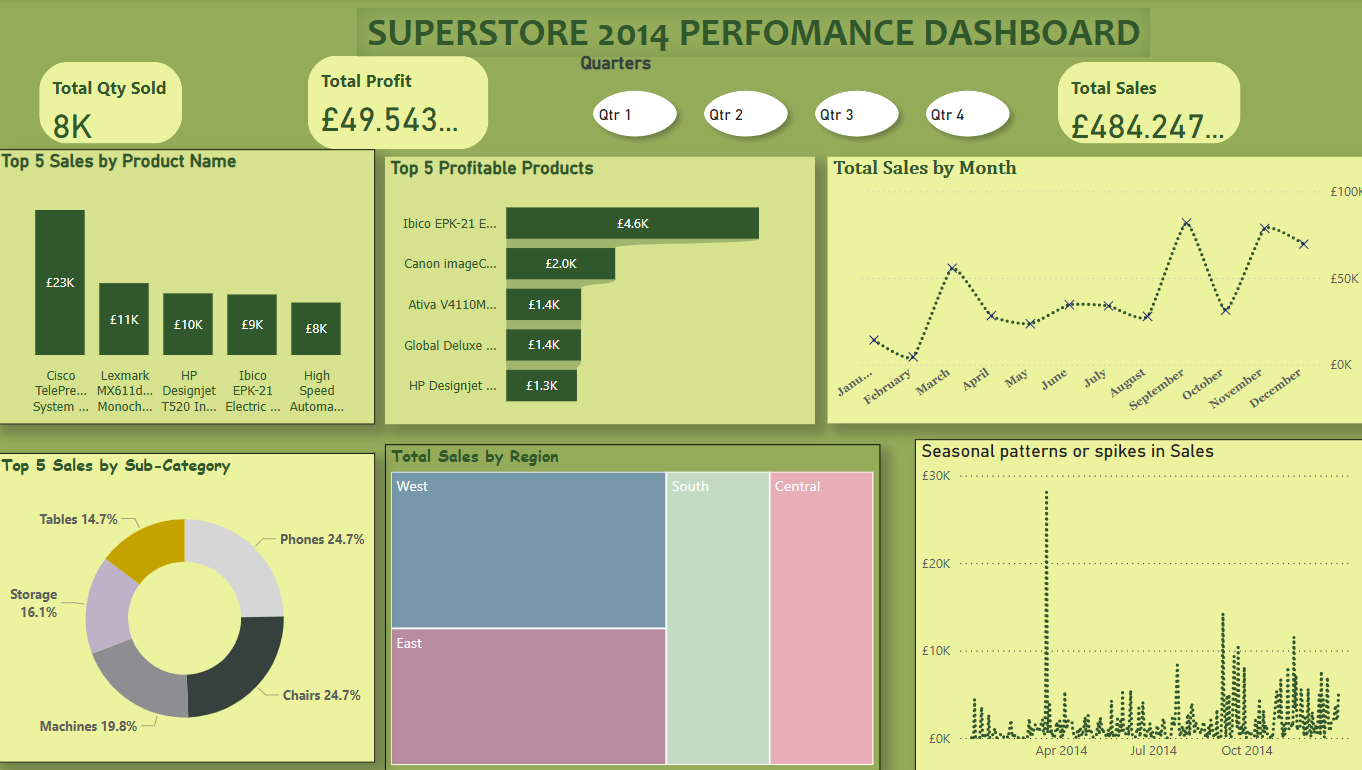 SUPERSTORE 2014 PERFOMANCE DASHBOARD
Quarters
Total Qty Sold
8K
Total Profit
£49.543...
Qtr 1
Qtr 2
Qtr 3
Qtr 4
Total Sales
£484.247...
Top 5 Sales by Product Name
£23K
£11K
£10K
£9K
£8K
Cisco
TelePre...
System ...
Lexmark
MX611d...
Monoch...
HP
Designjet
T520 In...
Ibico
EPK-21
Electric ...
High
Speed
Automa...
Top 5 Profitable Products
Ibico EPK-21 E...
£4.6K
Canon imageC...
£2.0K
Ativa V4110M...
£1.4K
Global Deluxe ...
£1.4K
HP Designjet ...
£1.3K
Total Sales by Month
£100K
£50K
£0K
Janu...
February
March
April
May
June
July
August
September
October
November
December
Top 5 Sales by Sub-Category
Tables 14.7%
Phones 24.7%
Storage
16.1%
Chairs 24.7%
Machines 19.8%
Total Sales by Region
West
South
Central
East
Seasonal patterns or spikes in Sales
£30K
£20K
£10K
£0K
Apr 2014
Jul 2014
Oct 2014